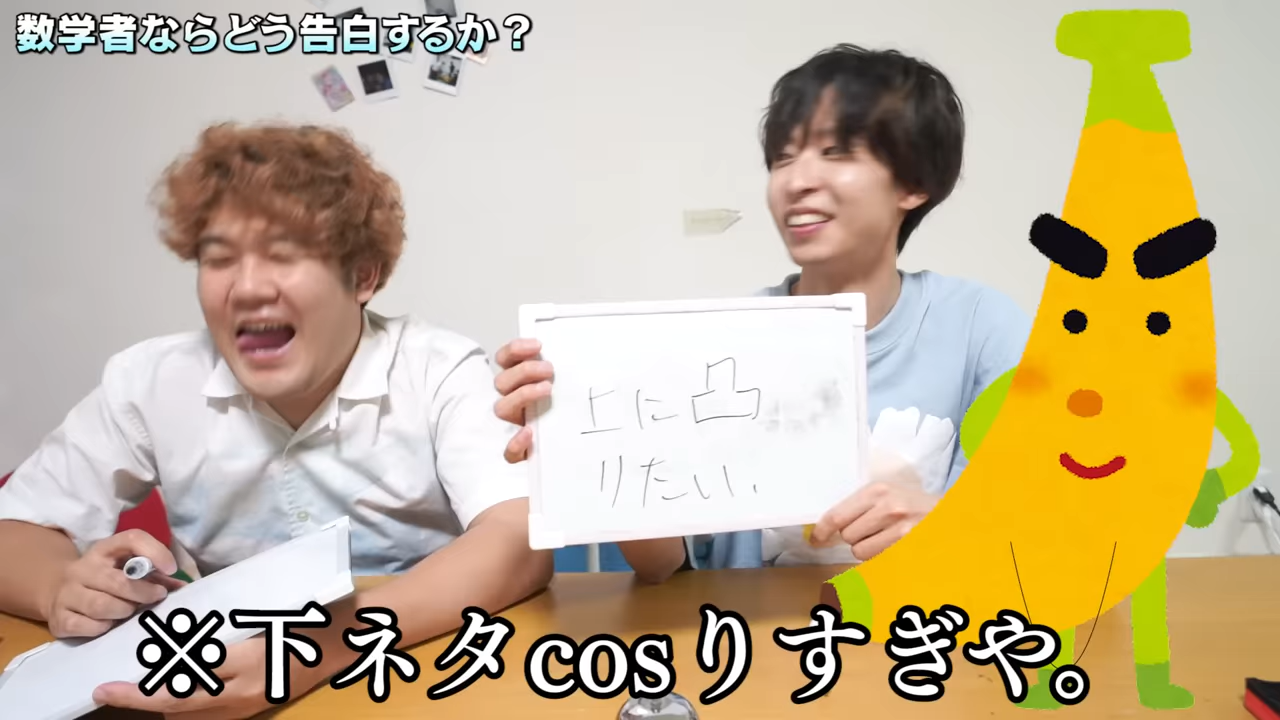 数学者ならどう告白するか？
上に凸
りたい.
※下ネタcosりすぎや。